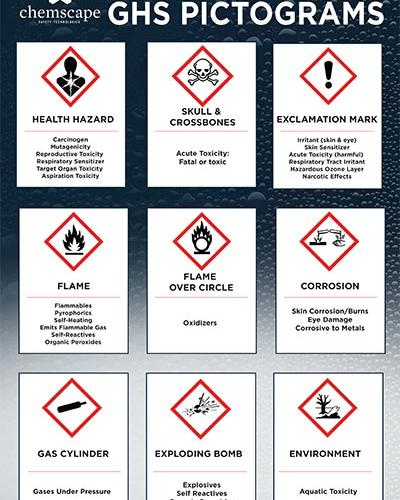 chemscape
SAFETY TECHNOLOGIES
GHS PICTOGRAMS
HEALTH HAZARD
Carcinogen
Mutagenicity
Reproductive Toxicity
Respiratory Sensitizer
Target Organ Toxicity
Aspiration Toxicity
SKULL &
CROSSBONES
Acute Toxicity:
Fatal or toxic
EXCLAMATION MARK
Irritant (skin & eye)
Skin Sensitizer
Acute Toxicity (harmful)
Respiratory Tract Irritant
Hazardous Ozone Layer
Narcotic Effects
FLAME
Flammables
Pyrophorics
Self-Heating
Emits Flammable Gas
Self-Reactives
Organic Peroxides
FLAME
OVER CIRCLE
Oxidizers
CORROSION
Skin Corrosion/Burns
Eye Damage
Corrosive to Metals
GAS CYLINDER
Gases Under Pressure
EXPLODING BOMB
Explosives
Self Reactives
ENVIRONMENT
Aquatic Toxicity